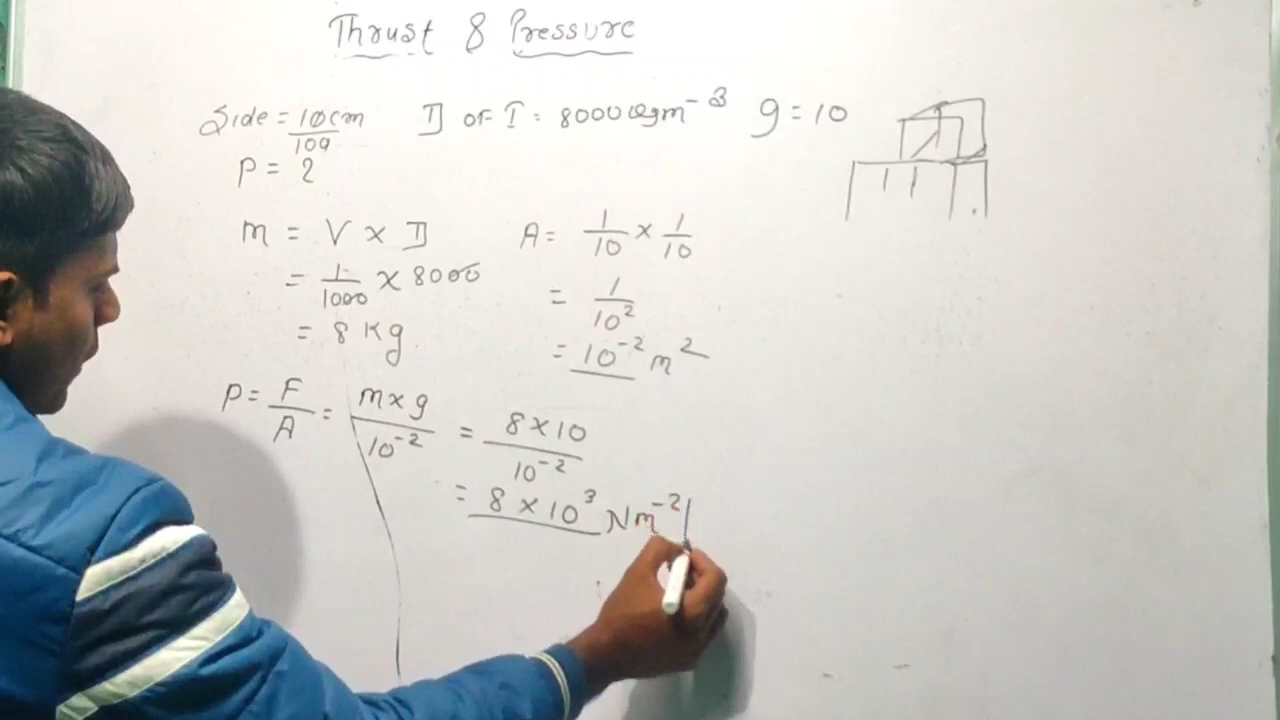 Thrust & Pressure
Side = 10cm/100 D of I = 8000 kgm⁻³ g = 10
P = ?
m = V × D
= 1/1000 × 8000
= 8 Kg
A = 1/10 × 1/10
= 1/10²
= 10⁻² m²
P = F/A = m×g/10⁻² = 8×10/10⁻²
= 8 × 10³ Nm⁻²|